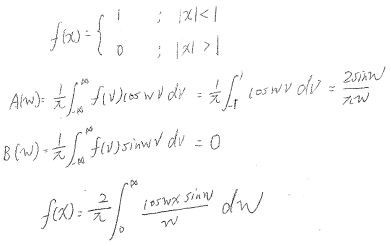 f(x) = { 1 ; |x| < 1
0 ; |x| > 1
A(w) = 1/π ∫_{-∞}^{∞} f(v) cos wv dv = 1/π ∫_{-1}^{1} cos wv dv = 2 sin w / πw
B(w) = 1/π ∫_{-∞}^{∞} f(v) sin wv dv = 0
f(x) = 2/π ∫_{0}^{∞} cos wx sin w / w dw